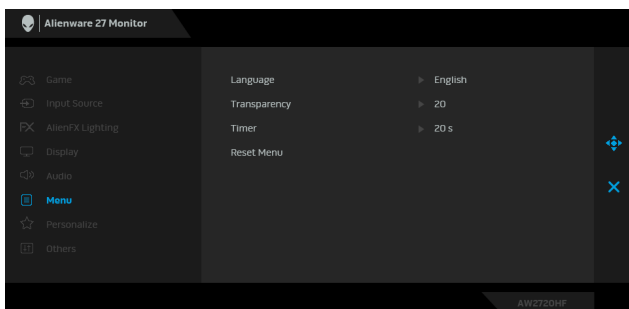 Alienware 27 Monitor
Game
Input Source
FX AlienFX Lighting
Display
Audio
Menu
Personalize
Others
Language English
Transparency 20
Timer 20 s
Reset Menu
AW2720HF